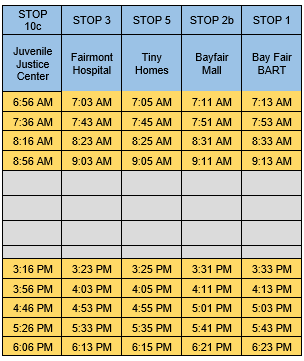 STOP 10c STOP 3 STOP 5 STOP 2b STOP 1
Juvenile Justice Center Fairmont Hospital Tiny Homes Bayfair Mall Bay Fair BART
6:56 AM 7:03 AM 7:05 AM 7:11 AM 7:13 AM
7:36 AM 7:43 AM 7:45 AM 7:51 AM 7:53 AM
8:16 AM 8:23 AM 8:25 AM 8:31 AM 8:33 AM
8:56 AM 9:03 AM 9:05 AM 9:11 AM 9:13 AM
3:16 PM 3:23 PM 3:25 PM 3:31 PM 3:33 PM
3:56 PM 4:03 PM 4:05 PM 4:11 PM 4:13 PM
4:46 PM 4:53 PM 4:55 PM 5:01 PM 5:03 PM
5:26 PM 5:33 PM 5:35 PM 5:41 PM 5:43 PM
6:06 PM 6:13 PM 6:15 PM 6:21 PM 6:23 PM